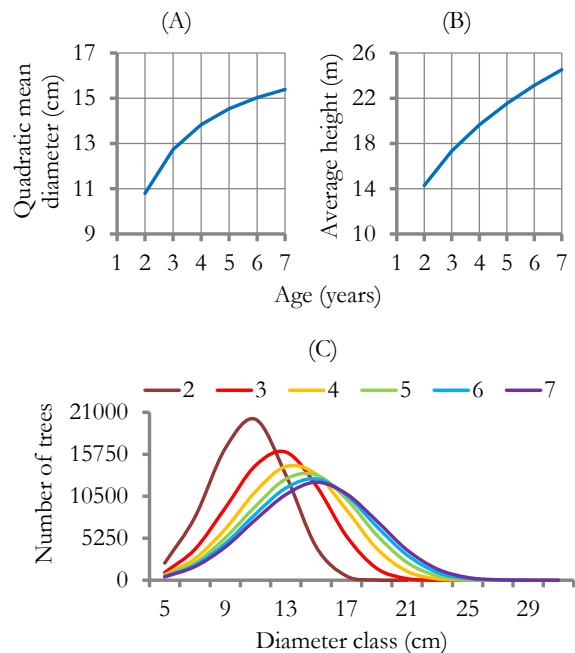 (A)
Quadratic mean
diameter (cm)
17
15
13
11
9
1 2 3 4 5 6 7
(B)
Average height (m)
26
22
18
14
10
1 2 3 4 5 6 7
Age (years)
(C)
2 3 4 5 6 7
Number of trees
21000
15750
10500
5250
0
5 9 13 17 21 25 29
Diameter class (cm)